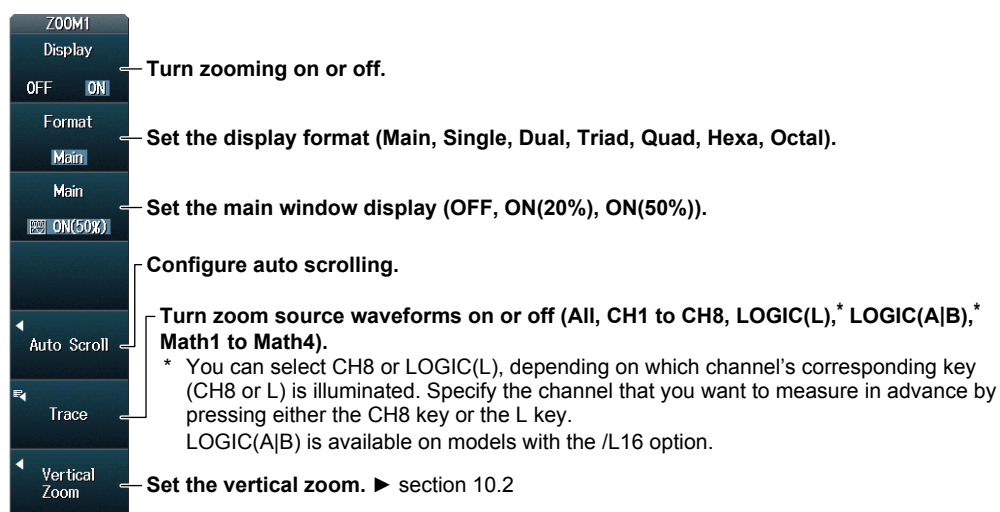 ZOOM1
Display
OFF ON
Turn zooming on or off.
Format
Main
Set the display format (Main, Single, Dual, Triad, Quad, Hexa, Octal).
Main
ON(50%)
Set the main window display (OFF, ON(20%), ON(50%)).
Configure auto scrolling.
Auto Scroll
Turn zoom source waveforms on or off (All, CH1 to CH8, LOGIC(L),* LOGIC(A|B),*
Math1 to Math4).
* You can select CH8 or LOGIC(L), depending on which channel's corresponding key
(CH8 or L) is illuminated. Specify the channel that you want to measure in advance by
pressing either the CH8 key or the L key.
LOGIC(A|B) is available on models with the /L16 option.
Trace
Vertical
Zoom
Set the vertical zoom. ► section 10.2